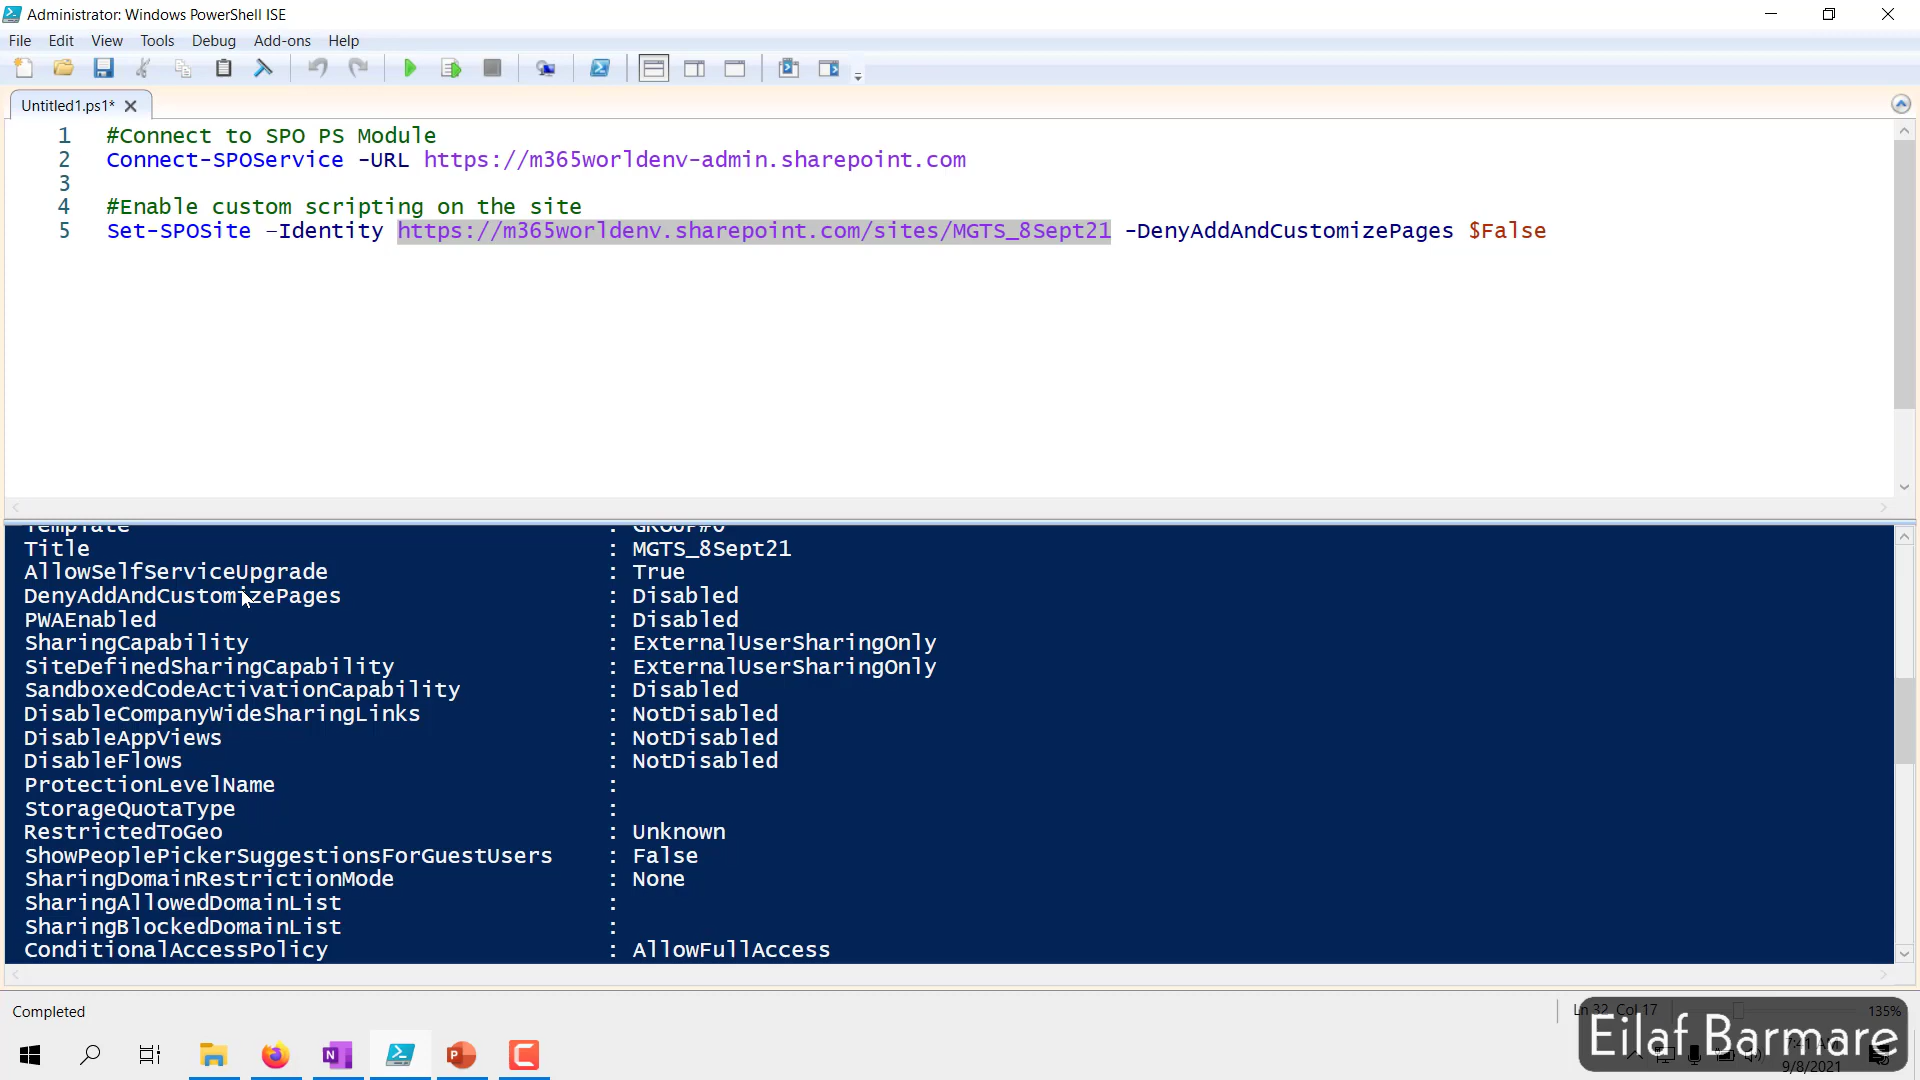 Administrator: Windows PowerShell ISE
File Edit View Tools Debug Add-ons Help
Untitled1.ps1*
1 #Connect to SPO PS Module
2 Connect-SPOService -URL https://m365worldenv-admin.sharepoint.com
3
4 #Enable custom scripting on the site
5 Set-SPOSite -Identity https://m365worldenv.sharepoint.com/sites/MGTS_8Sept21 -DenyAddAndCustomizePages $False
Template : GROUP#0
Title : MGTS_8Sept21
AllowSelfServiceUpgrade : True
DenyAddAndCustomizePages : Disabled
PWAEnabled : Disabled
SharingCapability : ExternalUserSharingOnly
SiteDefinedSharingCapability : ExternalUserSharingOnly
SandboxedCodeActivationCapability : Disabled
DisableCompanyWideSharingLinks : NotDisabled
DisableAppViews : NotDisabled
DisableFlows : NotDisabled
ProtectionLevelName :
StorageQuotaType :
RestrictedToGeo : Unknown
ShowPeoplePickerSuggestionsForGuestUsers : False
SharingDomainRestrictionMode : None
SharingAllowedDomainList :
SharingBlockedDomainList :
ConditionalAccessPolicy : AllowFullAccess
Completed
Ln 32 Col 17
135%
Eilaf Barmare
9/8/2021